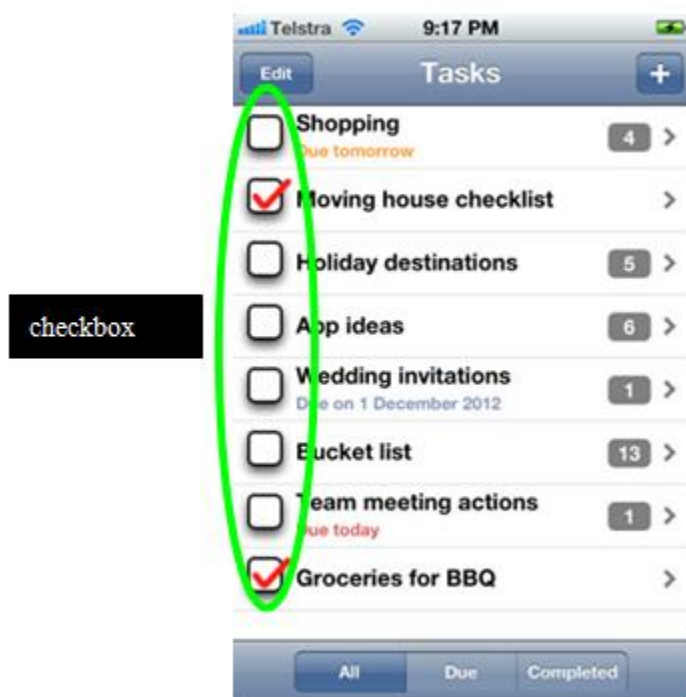 Telstra 9:17 PM
Edit Tasks +
Shopping
Due tomorrow
4
Moving house checklist
Holiday destinations 5
App ideas 6
checkbox
Wedding invitations
Due on 1 December 2012
1
Bucket list 13
Team meeting actions
Due today
1
Groceries for BBQ
All Due Completed